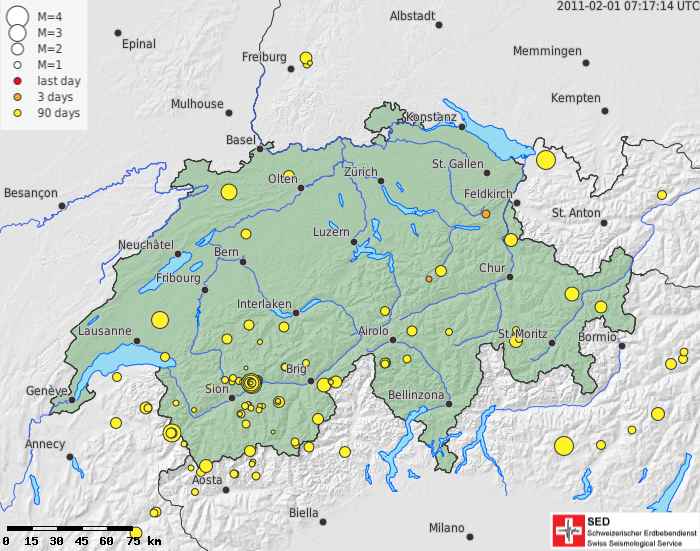 2011-02-01 07:17:14 UTC
M=4
M=3
M=2
M=1
last day
3 days
90 days
Albstadt
Epinal
Freiburg
Memmingen
Kempten
Mulhouse
Konstanz
Basel
St. Gallen
Zürich
Olten
Feldkirch
Besançon
St. Anton
Luzern
Neuchâtel
Bern
Chur
Fribourg
Interlaken
Lausanne
Airolo
St. Moritz
Bormio
Brig
Sion
Genève
Bellinzona
Annecy
Aosta
Biella
Milano
0 15 30 45 60 75 km
SED
Schweizerischer Erdbebendienst
Swiss Seismological Service